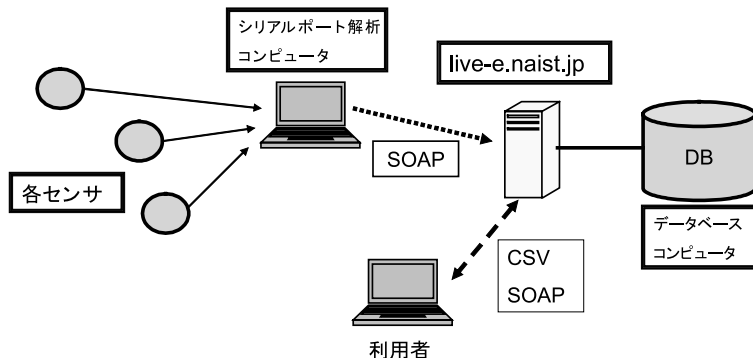 シリアルポート解析
コンピュータ
live-e.naist.jp
SOAP
DB
各センサ
データベース
コンピュータ
CSV
SOAP
利用者